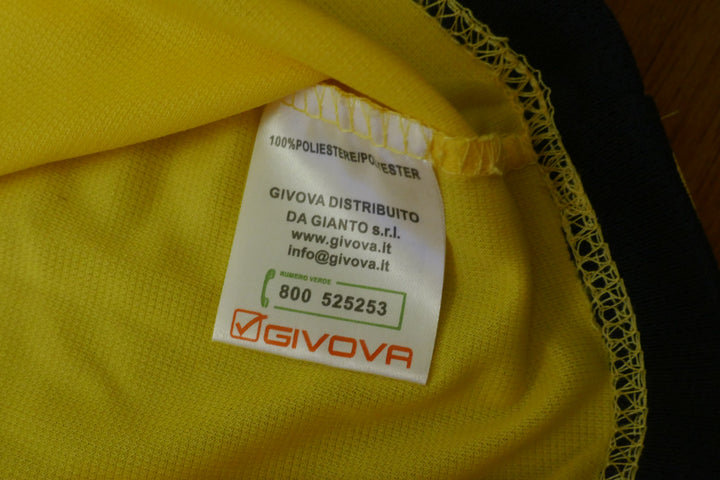 100%POLIESTERE/POLYESTER
GIVOVA DISTRIBUITO
DA GIANTO s.r.l.
www.givova.it
info@givova.it
NUMERO VERDE
800 525253
GIVOVA